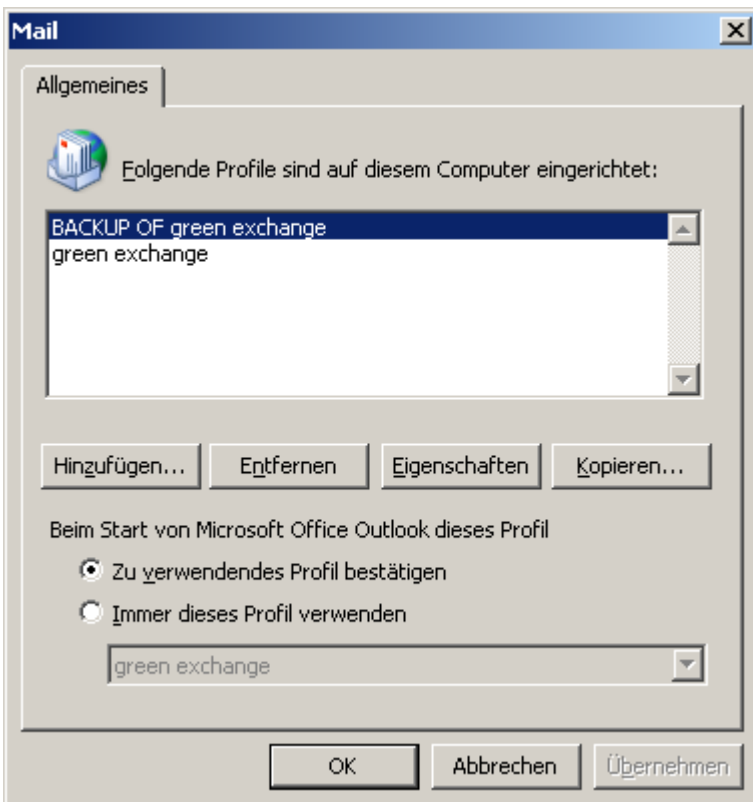 Mail
Allgemeines
Folgende Profile sind auf diesem Computer eingerichtet:
BACKUP OF green exchange
green exchange
Hinzufügen... Entfernen Eigenschaften Kopieren...
Beim Start von Microsoft Office Outlook dieses Profil
Zu verwendendes Profil bestätigen
Immer dieses Profil verwenden
green exchange
OK Abbrechen Übernehmen